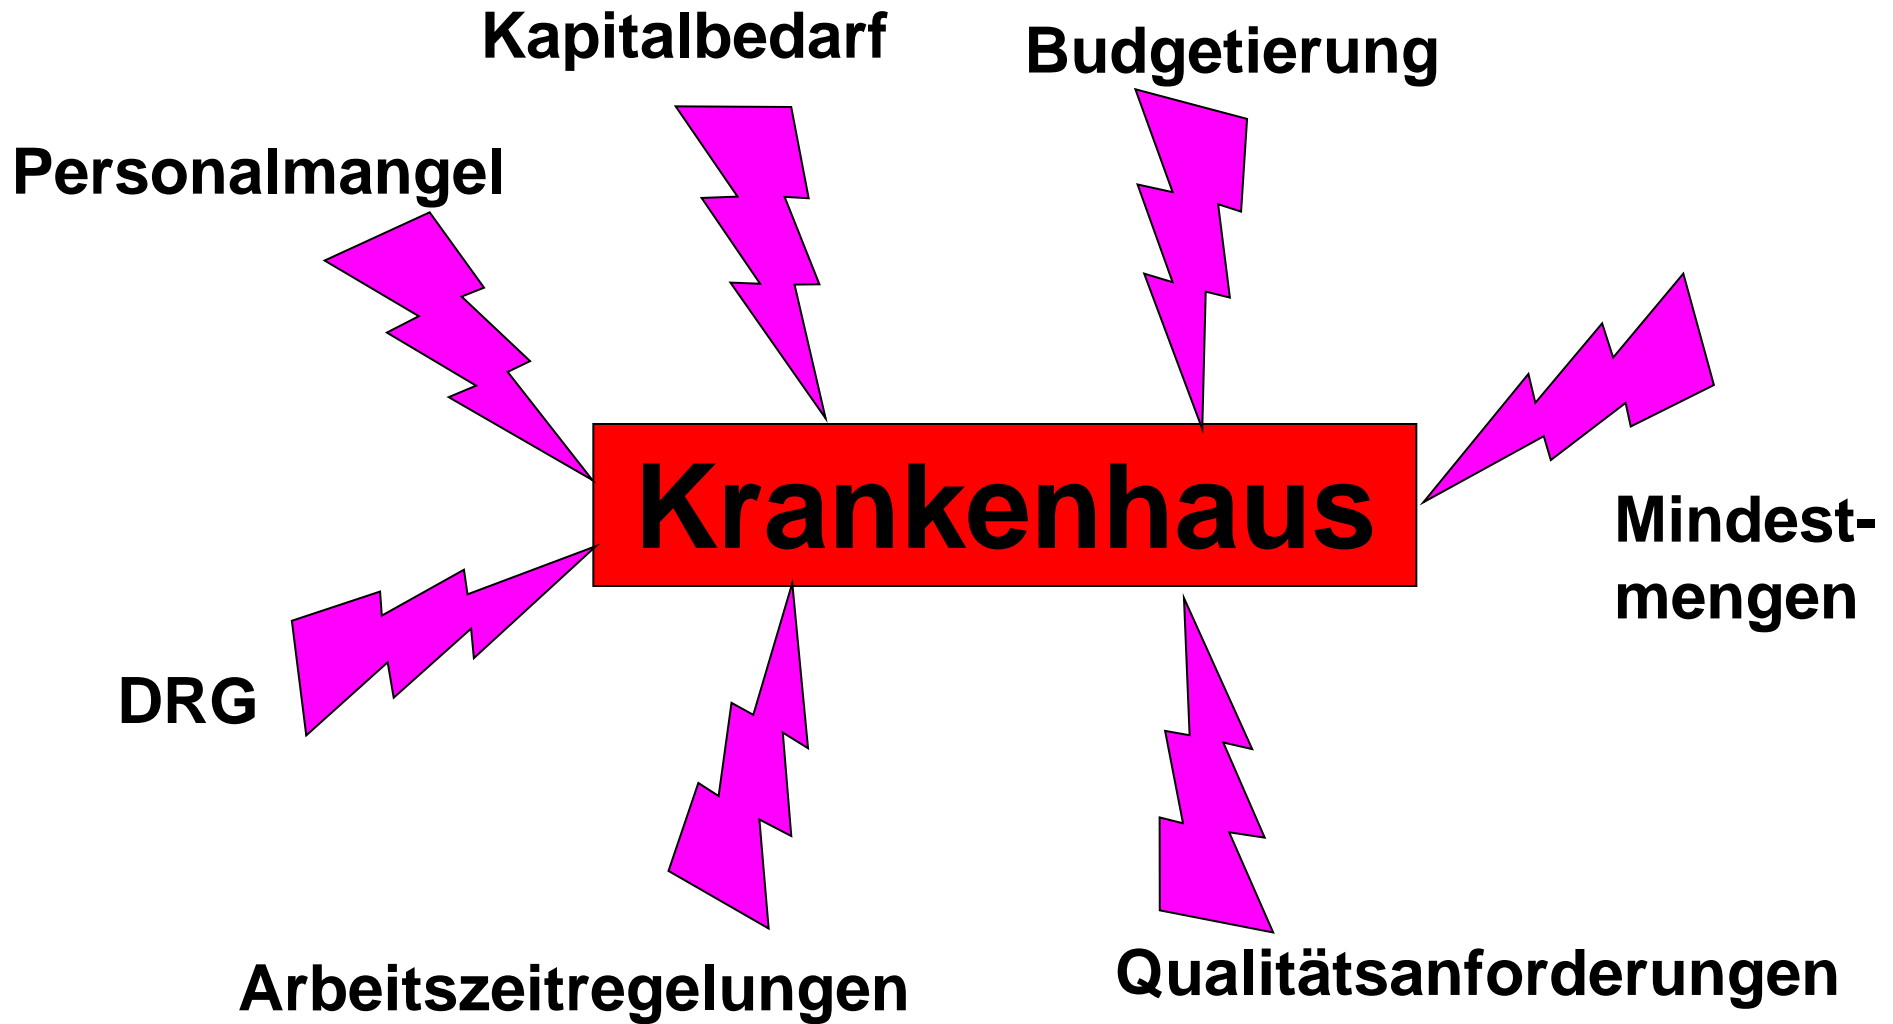 Kapitalbedarf
Budgetierung
Personalmangel
Krankenhaus
Mindest-
mengen
DRG
Arbeitszeitregelungen
Qualitätsanforderungen